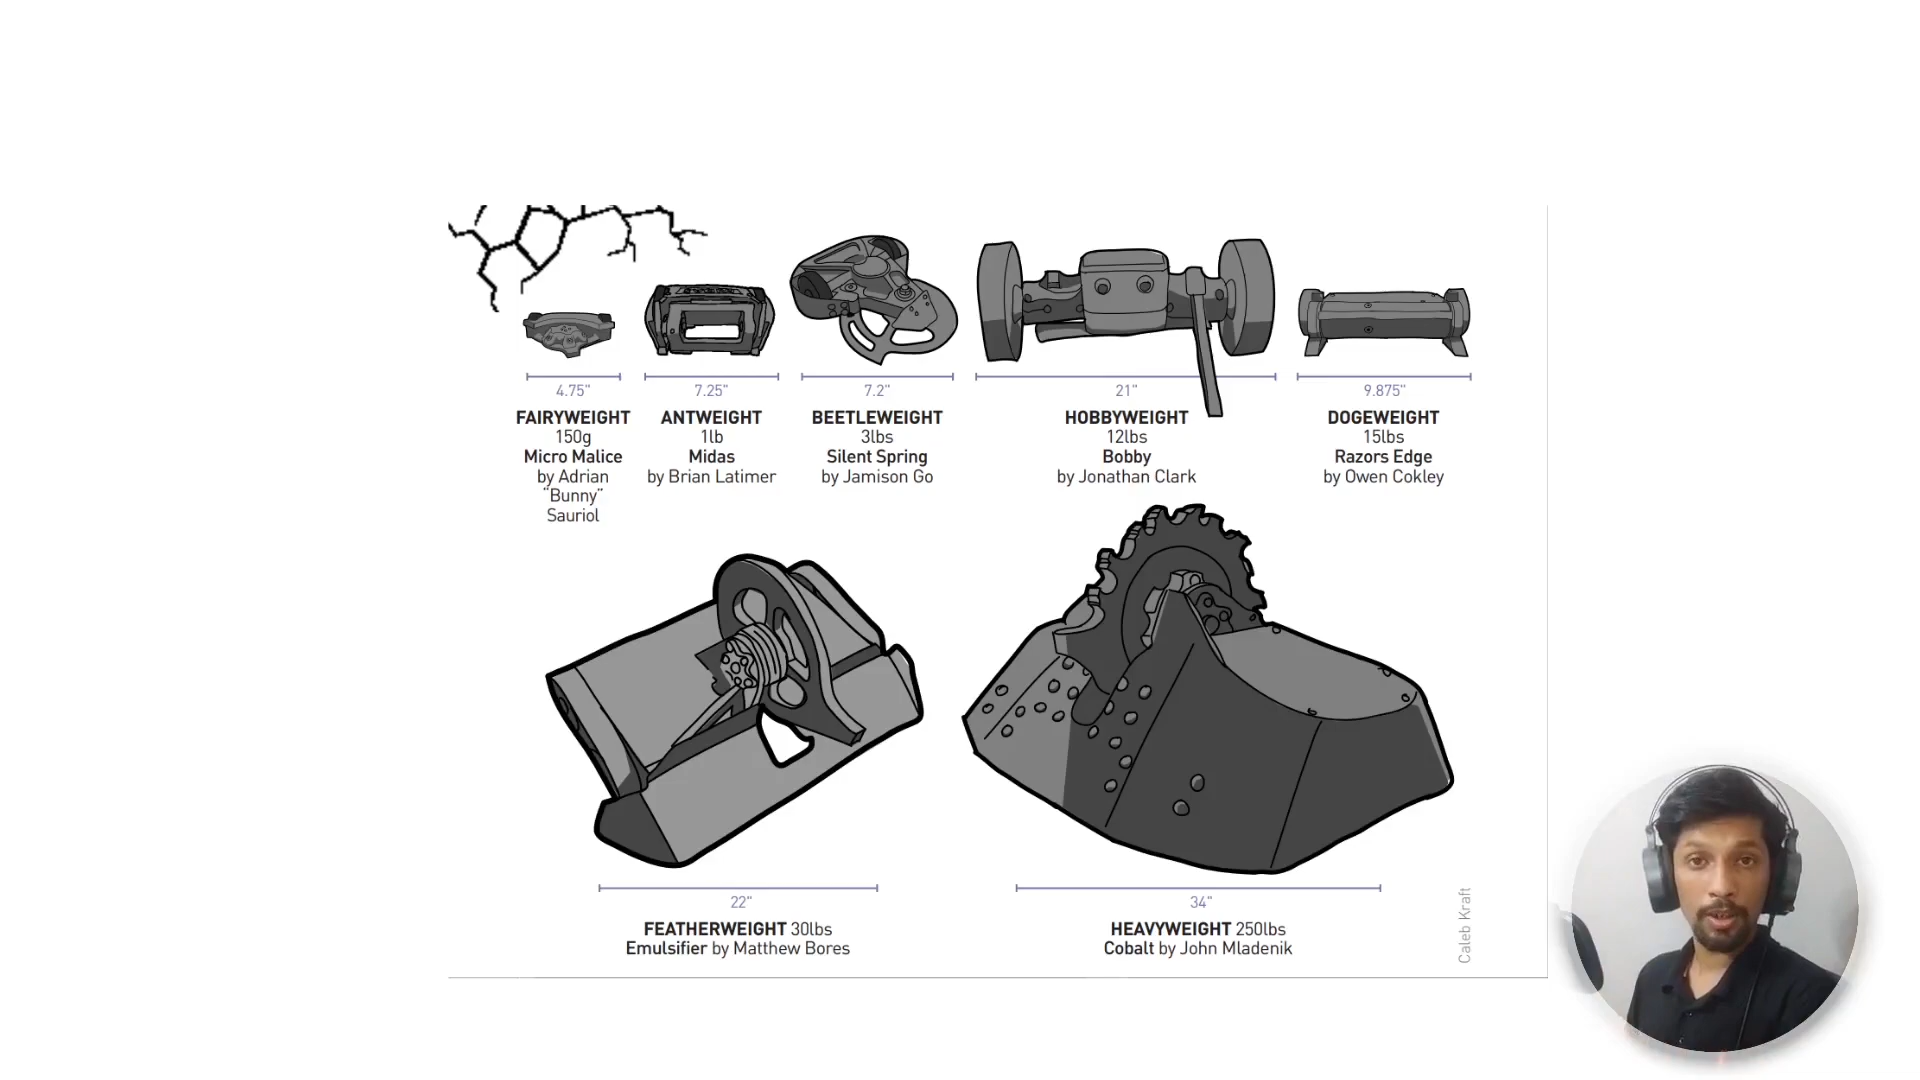 4.75"
FAIRYWEIGHT
150g
Micro Malice
by Adrian
"Bunny"
Sauriol
7.25"
ANTWEIGHT
1lb
Midas
by Brian Latimer
7.2"
BEETLEWEIGHT
3lbs
Silent Spring
by Jamison Go
21"
HOBBYWEIGHT
12lbs
Bobby
by Jonathan Clark
9.875"
DOGEWEIGHT
15lbs
Razors Edge
by Owen Cokley
22"
FEATHERWEIGHT 30lbs
Emulsifier by Matthew Bores
34"
HEAVYWEIGHT 250lbs
Cobalt by John Mladenik
Caleb Kraft